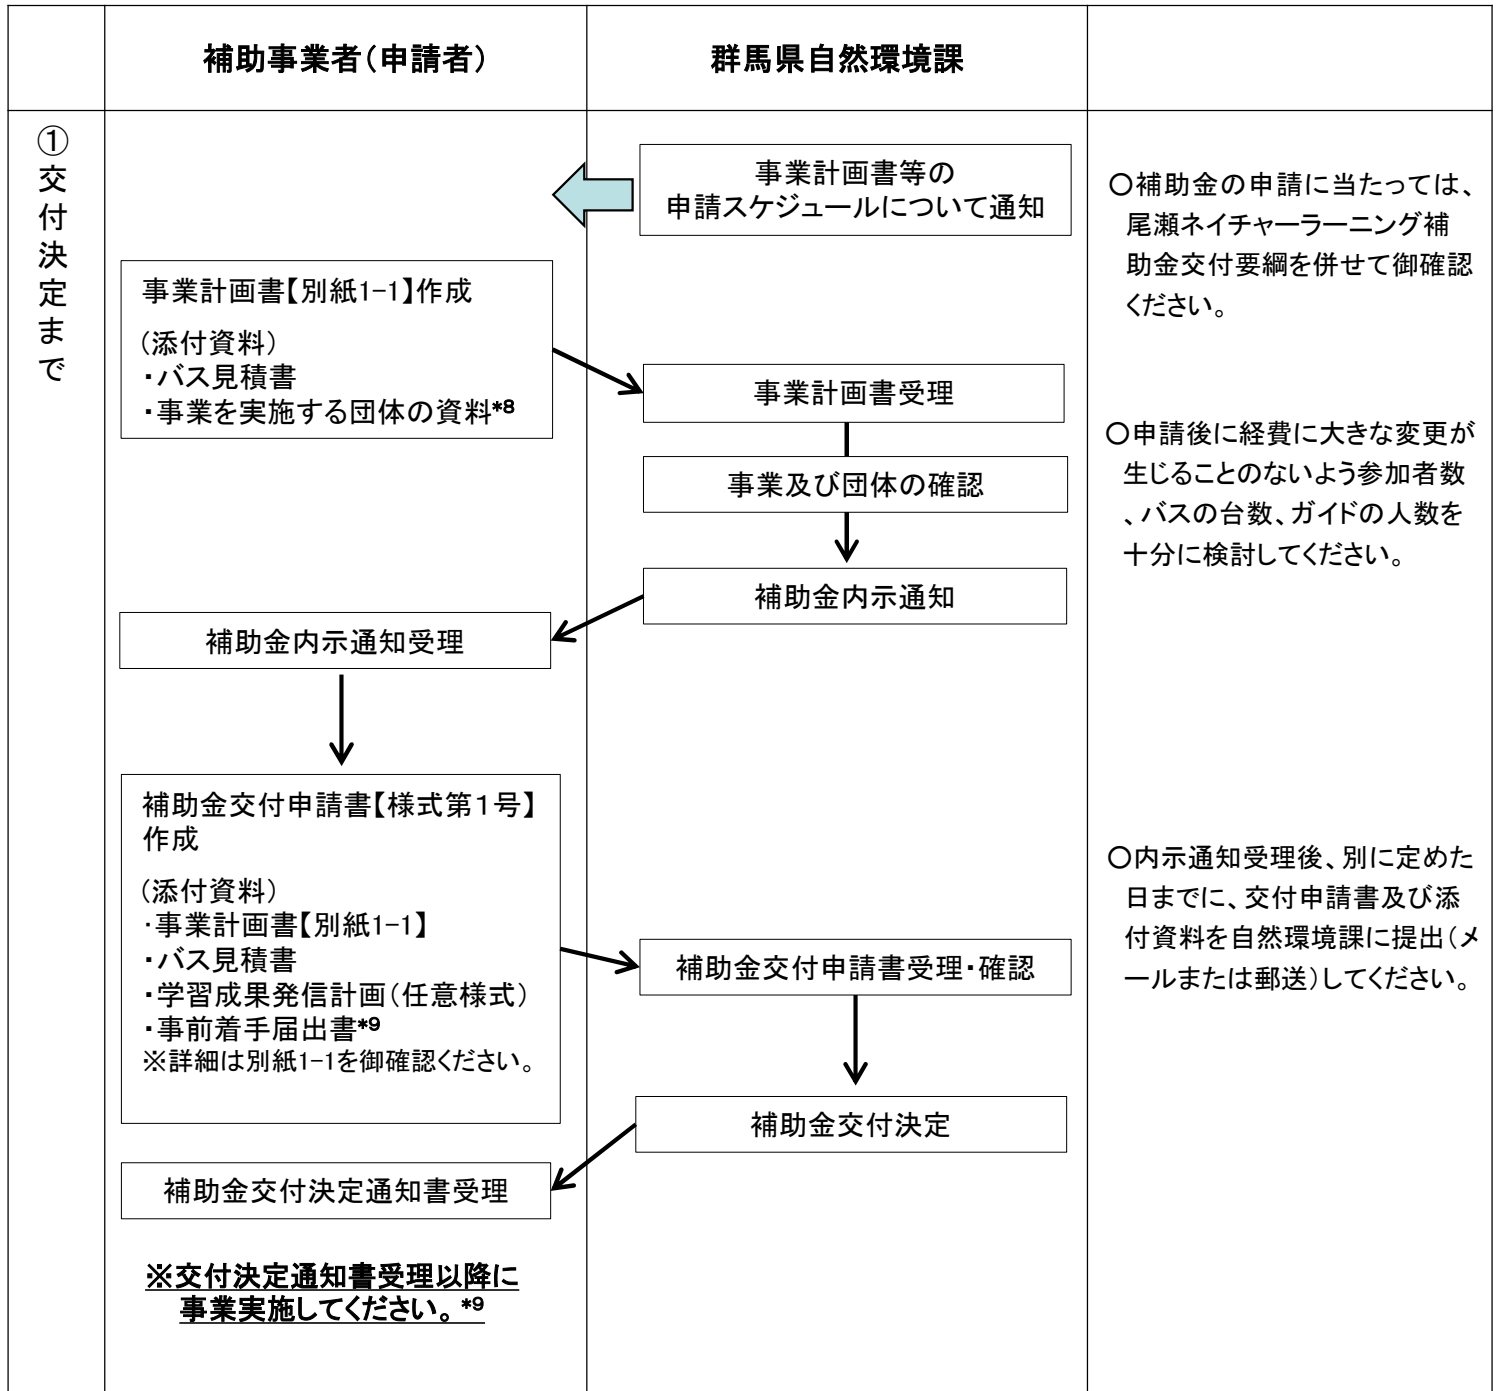 補助事業者（申請者）
群馬県自然環境課
①交付決定まで
事業計画書等の
申請スケジュールについて通知
事業計画書【別紙1-1】作成
（添付資料）
・バス見積書
・事業を実施する団体の資料*8
事業計画書受理
事業及び団体の確認
補助金内示通知
補助金内示通知受理
補助金交付申請書【様式第１号】
作成
（添付資料）
・事業計画書【別紙1-1】
・バス見積書
・学習成果発信計画（任意様式）
・事前着手届出書*9
※詳細は別紙1-1を御確認ください。
補助金交付申請書受理・確認
補助金交付決定
補助金交付決定通知書受理
※交付決定通知書受理以降に
事業実施してください。*9
〇補助金の申請に当たっては、
尾瀬ネイチャーラーニング補
助金交付要綱を併せて御確認
ください。
〇申請後に経費に大きな変更が
生じることのないよう参加者数
、バスの台数、ガイドの人数を
十分に検討してください。
〇内示通知受理後、別に定めた
日までに、交付申請書及び添
付資料を自然環境課に提出（メ
ールまたは郵送）してください。